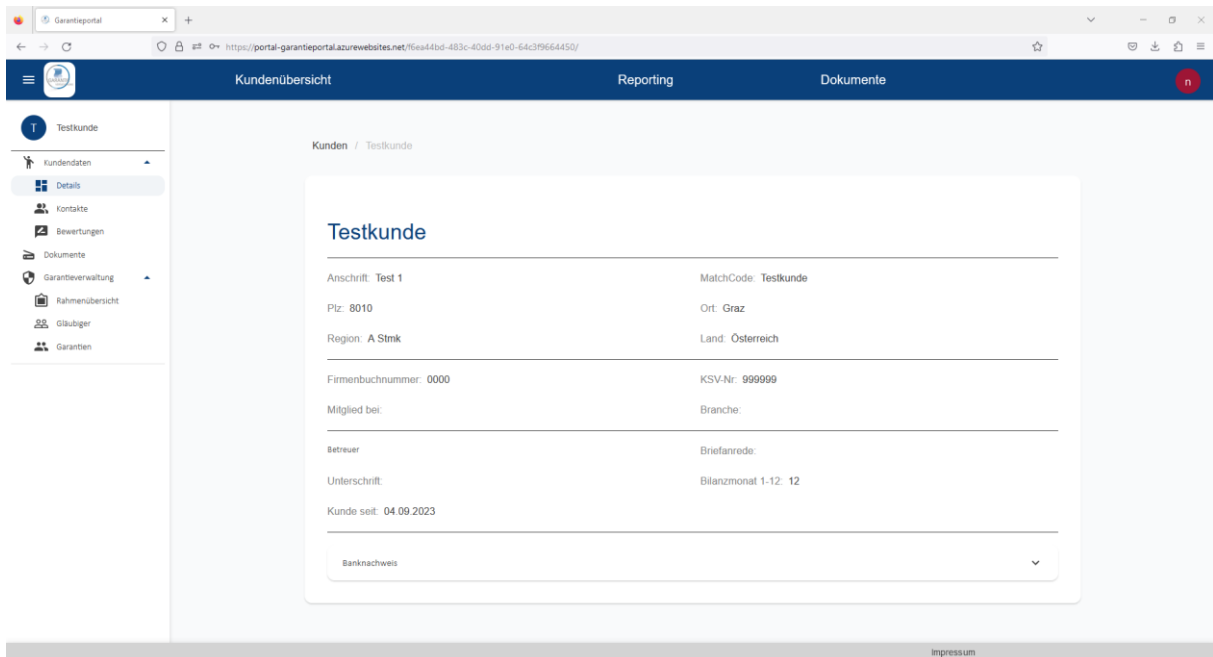 Garantieportal
https://portal-garantieportal.azurewebsites.net/f6ea44bd-483c-40dd-91e0-64c3f9664450/
Kundenübersicht Reporting Dokumente n
T Testkunde
Kundendaten
Details
Kontakte
Bewertungen
Dokumente
Garantieverwaltung
Rahmenübersicht
Gläubiger
Garantien
Kunden / Testkunde
Testkunde
Anschrift: Test 1 MatchCode: Testkunde
Plz: 8010 Ort: Graz
Region: A Stmk Land: Österreich
Firmenbuchnummer: 0000 KSV-Nr: 999999
Mitglied bei: Branche:
Betreuer Briefanrede:
Unterschrift: Bilanzmonat 1-12: 12
Kunde seit: 04.09.2023
Banknachweis
Impressum